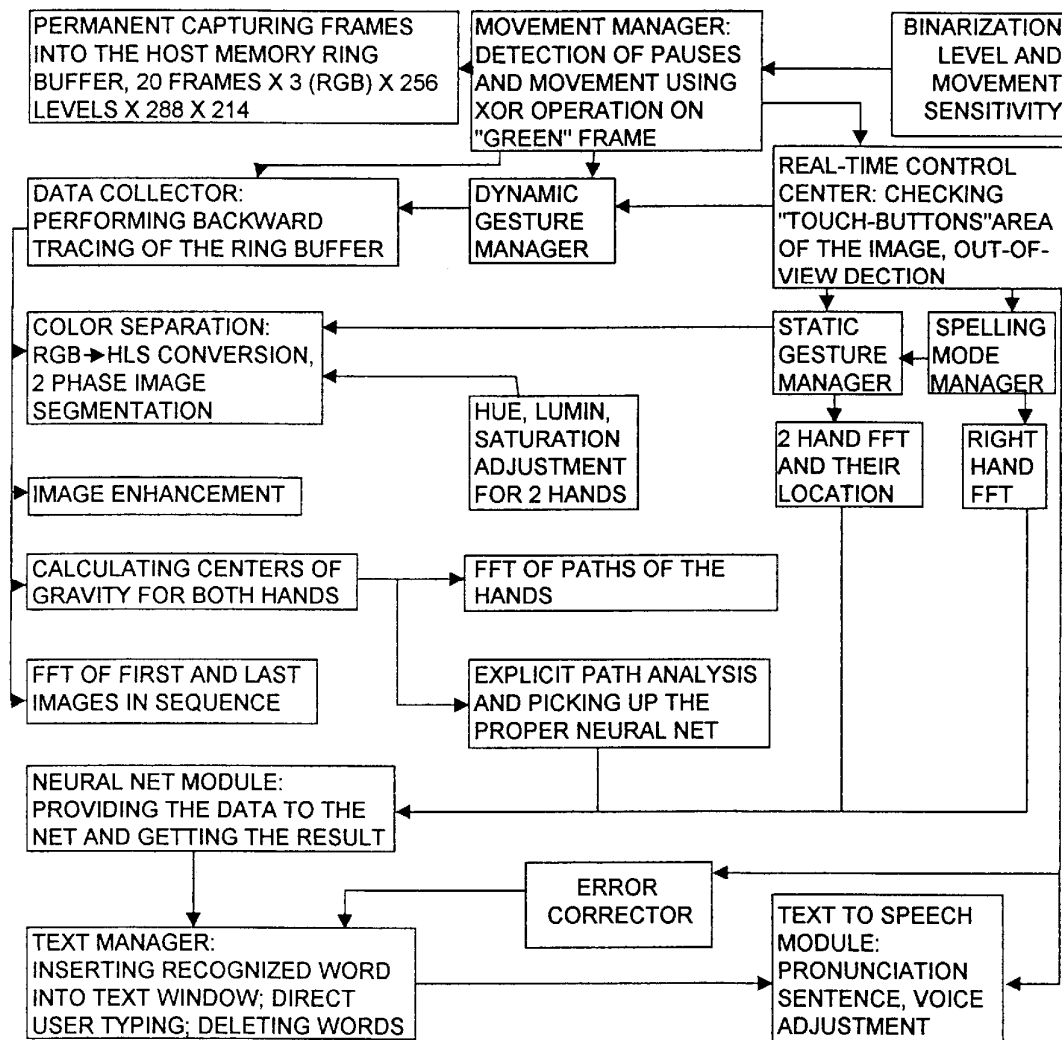 PERMANENT CAPTURING FRAMES
INTO THE HOST MEMORY RING
BUFFER, 20 FRAMES X 3 (RGB) X 256
LEVELS X 288 X 214
MOVEMENT MANAGER:
DETECTION OF PAUSES
AND MOVEMENT USING
XOR OPERATION ON
"GREEN" FRAME
BINARIZATION
LEVEL AND
MOVEMENT
SENSITIVITY
DATA COLLECTOR:
PERFORMING BACKWARD
TRACING OF THE RING BUFFER
DYNAMIC
GESTURE
MANAGER
REAL-TIME CONTROL
CENTER: CHECKING
"TOUCH-BUTTONS"AREA
OF THE IMAGE, OUT-OF-
VIEW DECTION
COLOR SEPARATION:
RGB→HLS CONVERSION,
2 PHASE IMAGE
SEGMENTATION
STATIC
GESTURE
MANAGER
SPELLING
MODE
MANAGER
HUE, LUMIN,
SATURATION
ADJUSTMENT
FOR 2 HANDS
2 HAND FFT
AND THEIR
LOCATION
RIGHT
HAND
FFT
IMAGE ENHANCEMENT
CALCULATING CENTERS OF
GRAVITY FOR BOTH HANDS
FFT OF PATHS OF THE
HANDS
FFT OF FIRST AND LAST
IMAGES IN SEQUENCE
EXPLICIT PATH ANALYSIS
AND PICKING UP THE
PROPER NEURAL NET
NEURAL NET MODULE:
PROVIDING THE DATA TO THE
NET AND GETTING THE RESULT
ERROR
CORRECTOR
TEXT MANAGER:
INSERTING RECOGNIZED WORD
INTO TEXT WINDOW; DIRECT
USER TYPING; DELETING WORDS
TEXT TO SPEECH
MODULE:
PRONUNCIATION
SENTENCE, VOICE
ADJUSTMENT